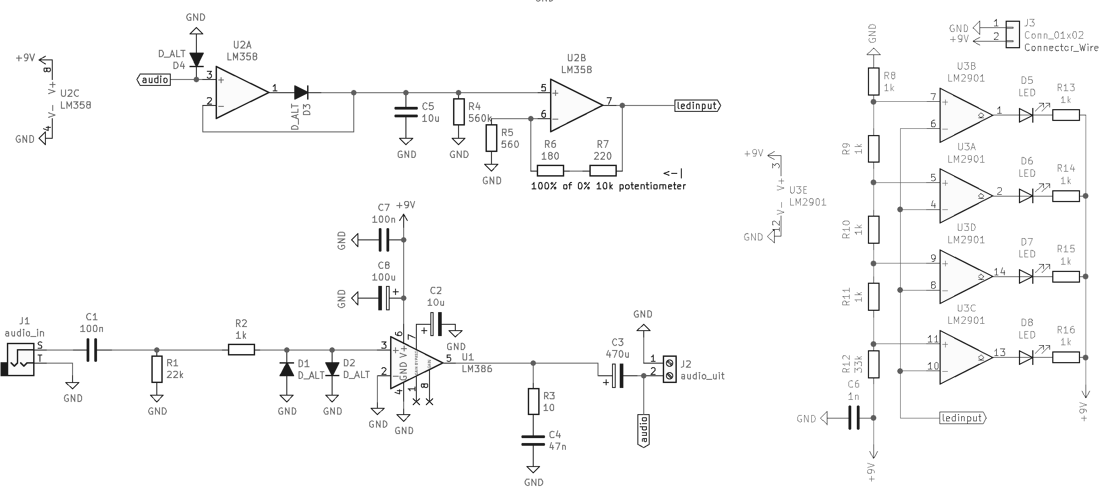 GND
GND
D_ALT
D4
audio
U2A
LM358
3
2
1
D_ALT
D3
+9V
8
V+
U2C
LM358
V-
4
GND
C5
10u
GND
R4
560k
GND
R5
560
GND
U2B
LM358
5
6
7
ledinput
R6
180
R7
220
<-|
100% of 0% 10k potentiometer
C7
100n
+9V
GND
C8
100u
GND
C2
10u
GND
J1
audio_in
S
T
GND
C1
100n
R1
22k
GND
R2
1k
D1
D_ALT
GND
D2
D_ALT
GND
3
2
6
7
V+
GND
4
1
8
5
U1
LM386
GND
GND
R3
10
C4
47n
GND
C3
470u
GND
1
2
J2
audio_uit
audio
GND
+9V
1
2
J3
Conn_01x02
Connector_Wire
GND
R8
1k
R9
1k
R10
1k
R11
1k
R12
33k
C6
1n
GND
+9V
+9V
3
V+
U3E
LM2901
V-
12
GND
U3B
LM2901
7
6
1
D5
LED
R13
1k
U3A
LM2901
5
4
2
D6
LED
R14
1k
U3D
LM2901
9
8
14
D7
LED
R15
1k
U3C
LM2901
11
10
13
D8
LED
R16
1k
ledinput
+9V